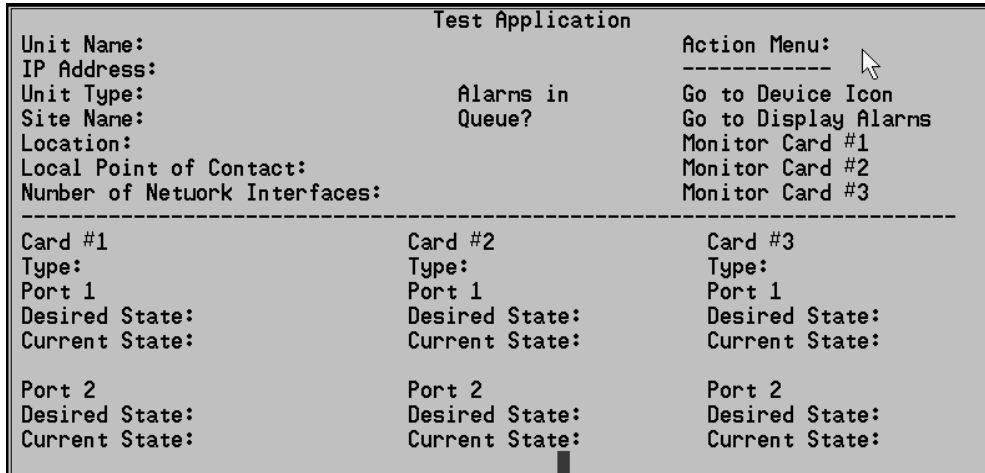 Test Application
Unit Name: Action Menu:
IP Address: ------------
Unit Type: Alarms in Go to Device Icon
Site Name: Queue? Go to Display Alarms
Location: Monitor Card #1
Local Point of Contact: Monitor Card #2
Number of Network Interfaces: Monitor Card #3
---------------------------------------------------------------------------
Card #1 Card #2 Card #3
Type: Type: Type:
Port 1 Port 1 Port 1
Desired State: Desired State: Desired State:
Current State: Current State: Current State:
Port 2 Port 2 Port 2
Desired State: Desired State: Desired State:
Current State: Current State: Current State: